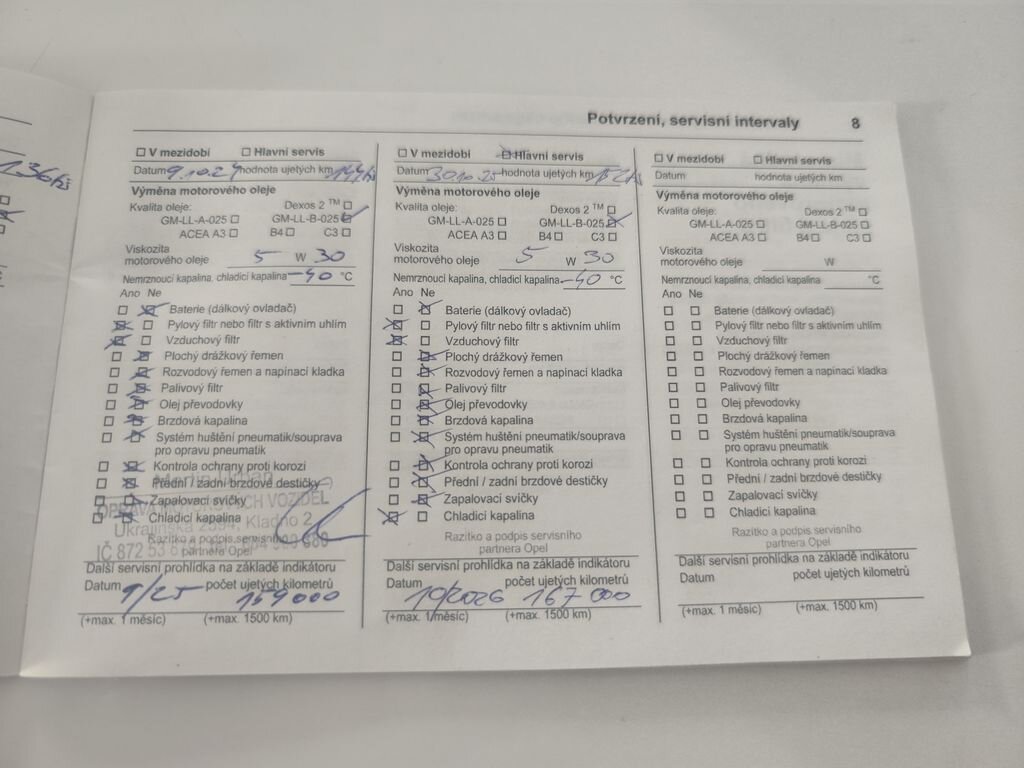 136
Potvrzení, servisní intervaly 8
☐ V mezidobí ☐ Hlavní servis
Datum 9.10.24 hodnota ujetých km
Výměna motorového oleje
Kvalita oleje: Dexos 2 ™ ☐
GM-LL-A-025 ☐ GM-LL-B-025 ☒
ACEA A3 ☐ B4 ☐ C3 ☐
Viskozita
motorového oleje 5 W 30
Nemrznoucí kapalina, chladicí kapalina -40 °C
Ano Ne
☐ ☒ Baterie (dálkový ovladač)
☒ ☐ Pylový filtr nebo filtr s aktivním uhlím
☒ ☐ Vzduchový filtr
☐ ☒ Plochý drážkový řemen
☐ ☒ Rozvodový řemen a napínací kladka
☐ ☒ Palivový filtr
☐ ☒ Olej převodovky
☐ ☒ Brzdová kapalina
☐ ☒ Systém huštění pneumatik/souprava
pro opravu pneumatik
☐ ☒ Kontrola ochrany proti korozi
☐ ☒ Přední / zadní brzdové destičky
☐ ☒ Zapalovací svíčky
☒ ☐ Chladicí kapalina
VOZIDEL
Ukrajinská Kladno 2
IČ 872 53
Razítko a podpis servisního
partnera Opel
Další servisní prohlídka na základě indikátoru
Datum 9/25 počet ujetých kilometrů 159 000
(+max. 1 měsíc) (+max. 1500 km)
☐ V mezidobí ☒ Hlavní servis
Datum 30.10.25 hodnota ujetých km
Výměna motorového oleje
Kvalita oleje: Dexos 2 ™ ☐
GM-LL-A-025 ☐ GM-LL-B-025 ☒
ACEA A3 ☐ B4 ☐ C3 ☐
Viskozita
motorového oleje 5 W 30
Nemrznoucí kapalina, chladicí kapalina -40 °C
Ano Ne
☐ ☒ Baterie (dálkový ovladač)
☒ ☐ Pylový filtr nebo filtr s aktivním uhlím
☒ ☐ Vzduchový filtr
☐ ☒ Plochý drážkový řemen
☐ ☒ Rozvodový řemen a napínací kladka
☐ ☒ Palivový filtr
☐ ☒ Olej převodovky
☐ ☒ Brzdová kapalina
☐ ☒ Systém huštění pneumatik/souprava
pro opravu pneumatik
☐ ☒ Kontrola ochrany proti korozi
☐ ☒ Přední / zadní brzdové destičky
☐ ☒ Zapalovací svíčky
☒ ☐ Chladicí kapalina
Razítko a podpis servisního
partnera Opel
Další servisní prohlídka na základě indikátoru
Datum 10/2026 počet ujetých kilometrů 167 000
(+max. 1 měsíc) (+max. 1500 km)
☐ V mezidobí ☐ Hlavní servis
Datum hodnota ujetých km
Výměna motorového oleje
Kvalita oleje: Dexos 2 ™ ☐
GM-LL-A-025 ☐ GM-LL-B-025 ☐
ACEA A3 ☐ B4 ☐ C3 ☐
Viskozita
motorového oleje W
Nemrznoucí kapalina, chladicí kapalina °C
Ano Ne
☐ ☐ Baterie (dálkový ovladač)
☐ ☐ Pylový filtr nebo filtr s aktivním uhlím
☐ ☐ Vzduchový filtr
☐ ☐ Plochý drážkový řemen
☐ ☐ Rozvodový řemen a napínací kladka
☐ ☐ Palivový filtr
☐ ☐ Olej převodovky
☐ ☐ Brzdová kapalina
☐ ☐ Systém huštění pneumatik/souprava
pro opravu pneumatik
☐ ☐ Kontrola ochrany proti korozi
☐ ☐ Přední / zadní brzdové destičky
☐ ☐ Zapalovací svíčky
☐ ☐ Chladicí kapalina
Razítko a podpis servisního
partnera Opel
Další servisní prohlídka na základě indikátoru
Datum počet ujetých kilometrů
(+max. 1 měsíc) (+max. 1500 km)